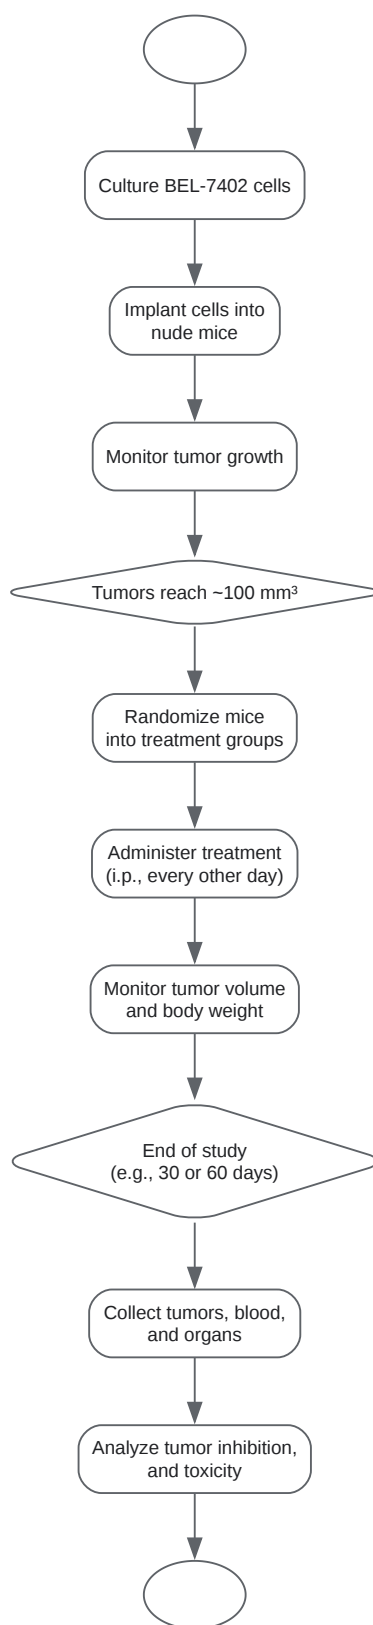 Culture BEL-7402 cells
Implant cells into
nude mice
Monitor tumor growth
Tumors reach ~100 mm³
Randomize mice
into treatment groups
Administer treatment
(i.p., every other day)
Monitor tumor volume
and body weight
End of study
(e.g., 30 or 60 days)
Collect tumors, blood,
and organs
Analyze tumor inhibition,
and toxicity